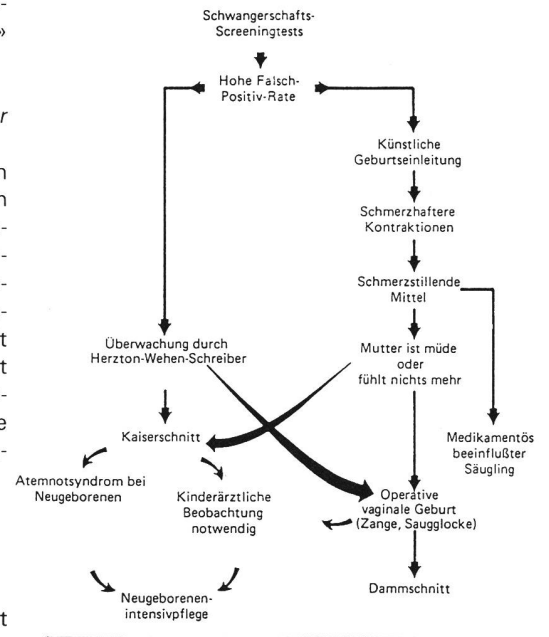 Schwangerschafts-
Screeningtests
Hohe Falsch-
Positiv-Rate
Künstliche
Geburtseinleitung
Schmerzhaftere
Kontraktionen
Schmerzstillende
Mittel
Überwachung durch
Herzton-Wehen-Schreiber
Mutter ist müde
oder
fühlt nichts mehr
Kaiserschnitt
Medikamentös
beeinflußter
Säugling
Atemnotsyndrom bei
Neugeborenen
Kinderärztliche
Beobachtung
notwendig
Operative
vaginale Geburt
(Zange, Saugglocke)
Neugeborenen-
intensivpflege
Dammschnitt